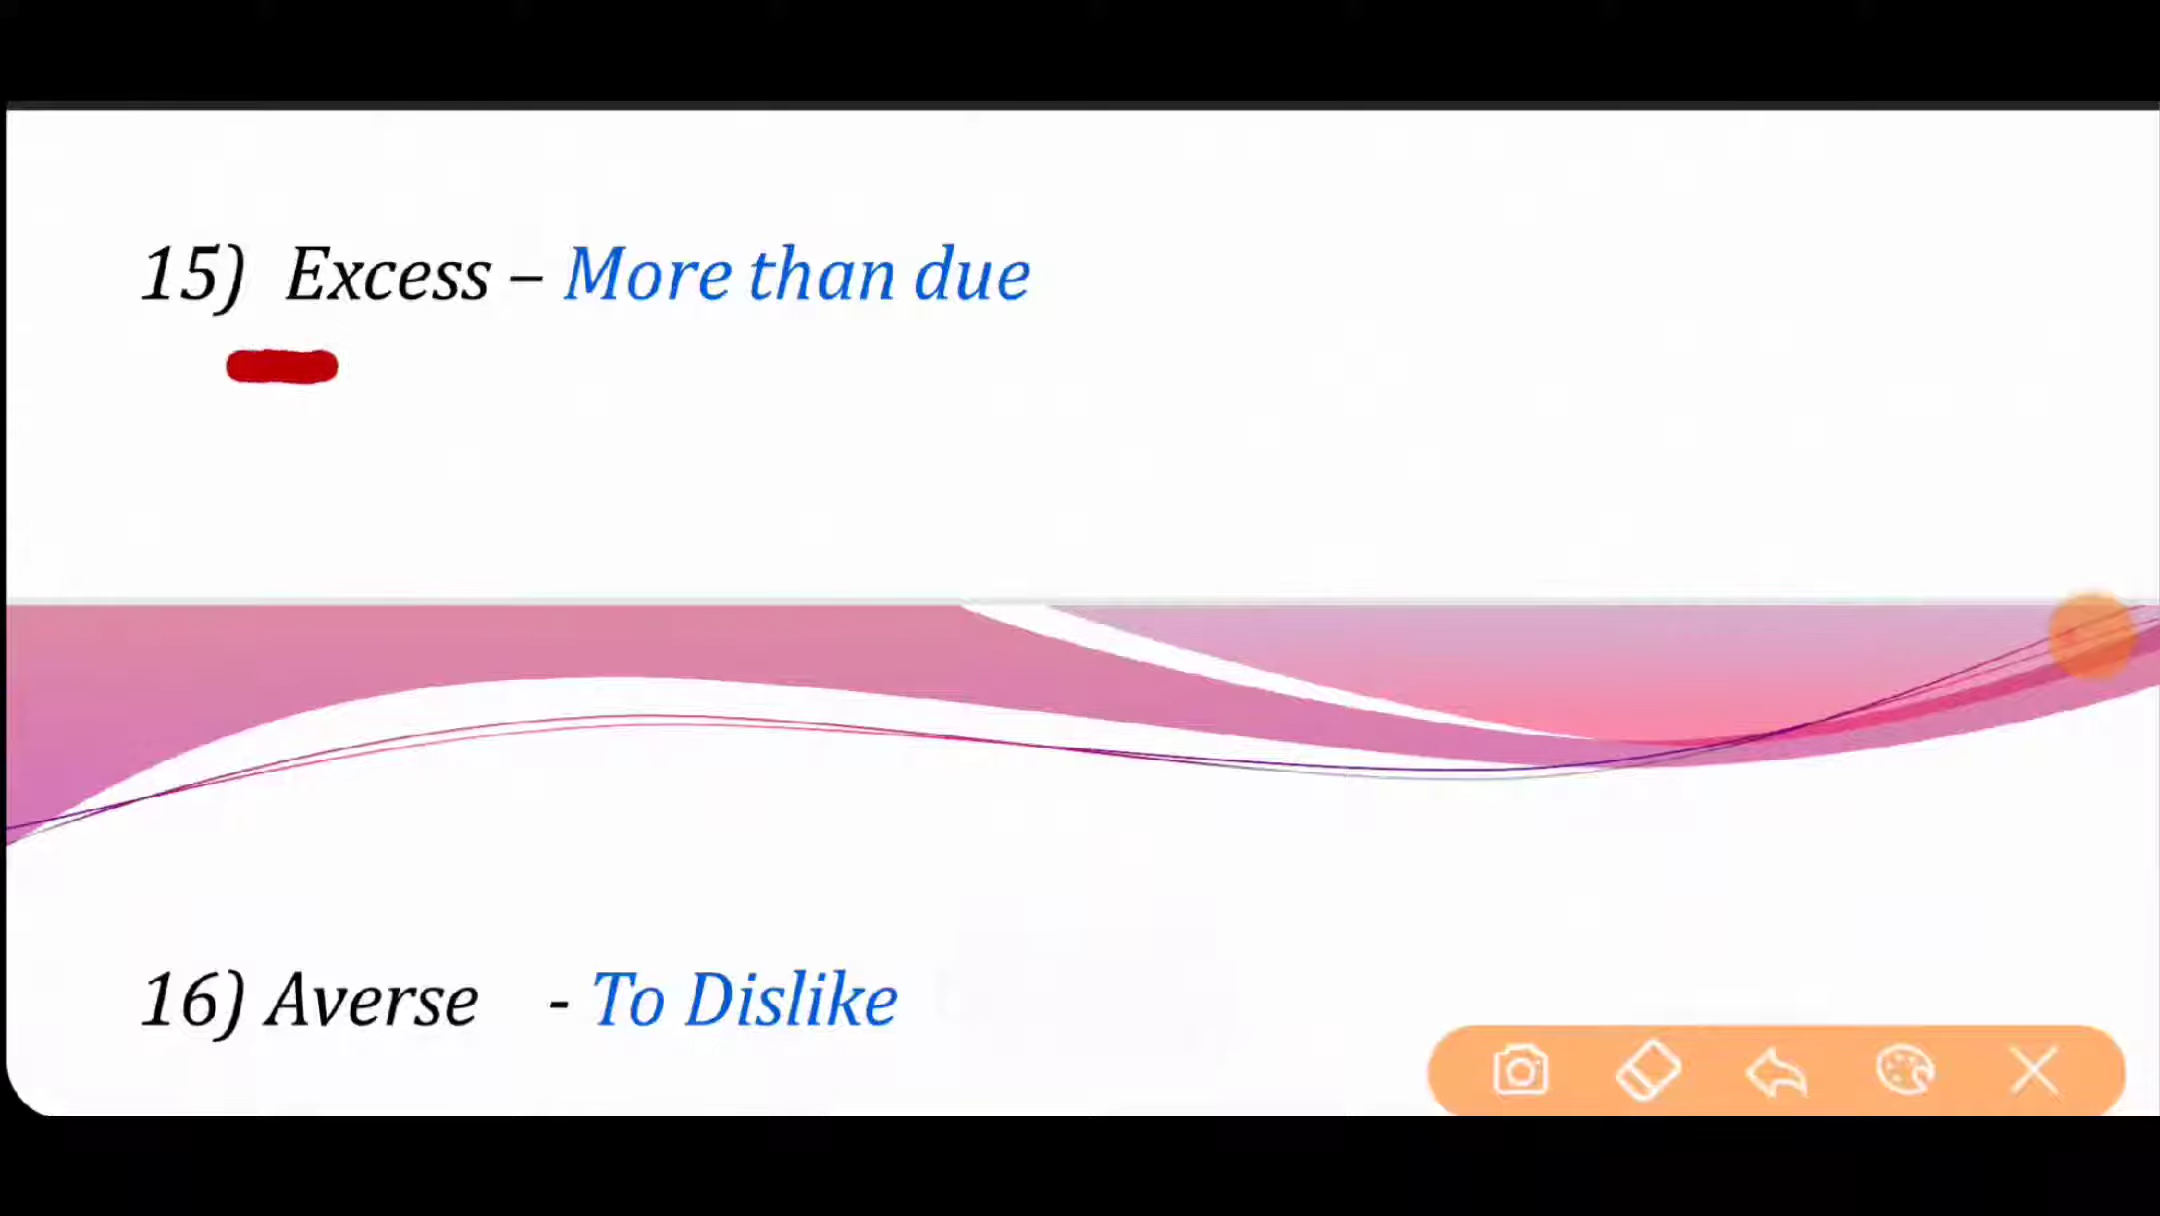 15) Excess – More than due
16) Averse - To Dislike